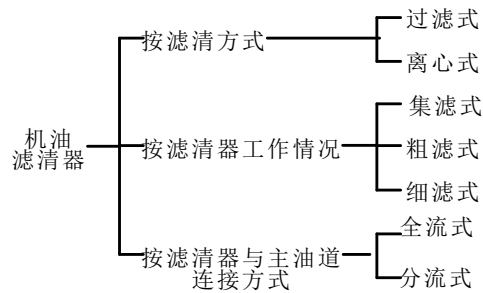 机油
滤清器
按滤清方式
过滤式
离心式
按滤清器工作情况
集滤式
粗滤式
细滤式
按滤清器与主油道
连接方式
全流式
分流式